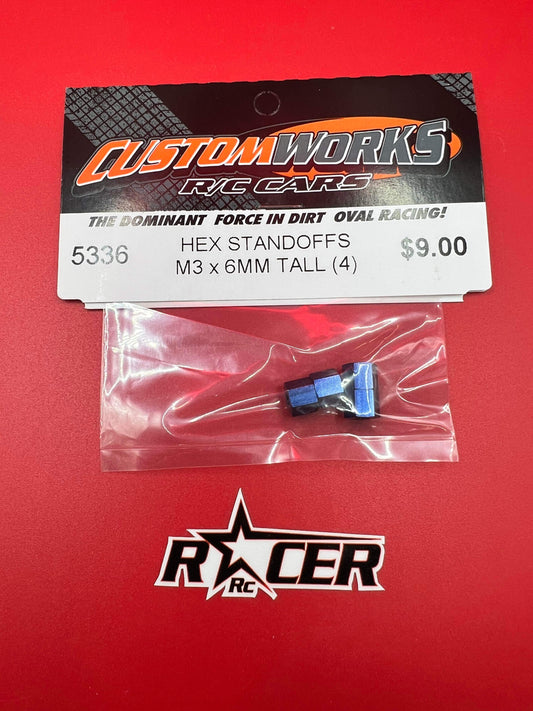 CUSTOMWORKS
R/C CARS
THE DOMINANT FORCE IN DIRT OVAL RACING!
5336 HEX STANDOFFS $9.00
M3 x 6MM TALL (4)
RACER
RC